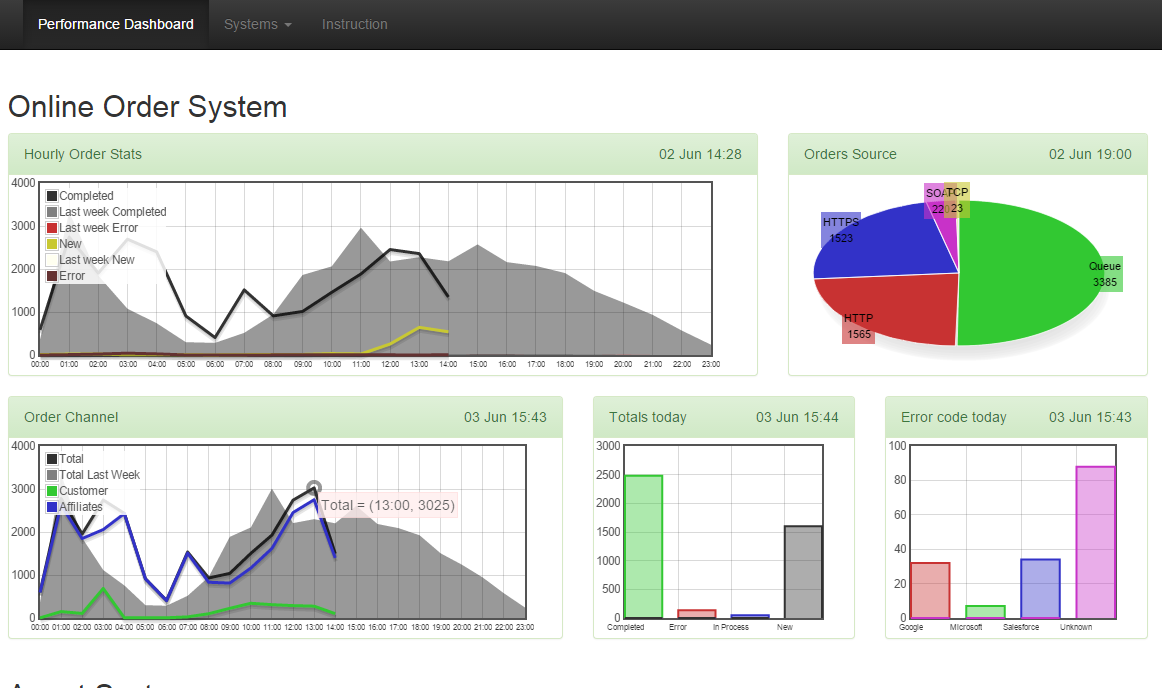 Performance Dashboard Systems Instruction
Online Order System
Hourly Order Stats 02 Jun 14:28
4000
3000
2000
1000
0
Completed
Last week Completed
Last week Error
New
Last week New
Error
00:00 01:00 02:00 03:00 04:00 05:00 06:00 07:00 08:00 09:00 10:00 11:00 12:00 13:00 14:00 15:00 16:00 17:00 18:00 19:00 20:00 21:00 22:00 23:00
Orders Source 02 Jun 19:00
TCP
23
HTTPS
1523
Queue
3385
HTTP
1565
Order Channel 03 Jun 15:43
4000
3000
2000
1000
0
Total
Total Last Week
Customer
Affiliates
Total = (13:00, 3025)
00:00 01:00 02:00 03:00 04:00 05:00 06:00 07:00 08:00 09:00 10:00 11:00 12:00 13:00 14:00 15:00 16:00 17:00 18:00 19:00 20:00 21:00 22:00 23:00
Totals today 03 Jun 15:44
3000
2500
2000
1500
1000
500
0
Completed Error In Process New
Error code today 03 Jun 15:43
100
80
60
40
20
0
Google Microsoft Salesforce Unknown